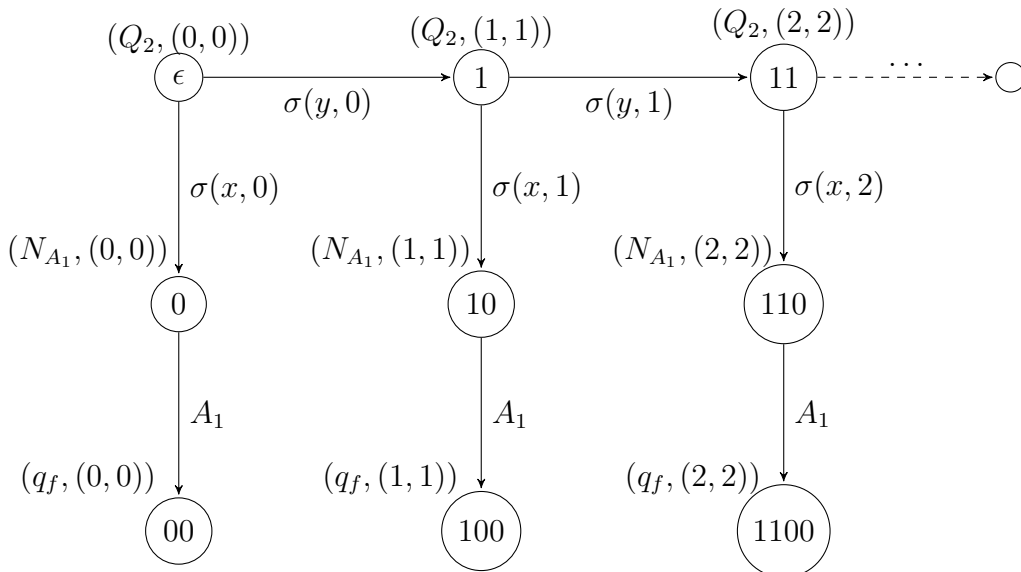 (Q_2, (0, 0)) (Q_2, (1, 1)) (Q_2, (2, 2))
ϵ 1 11 ⋯
σ(y, 0) σ(y, 1)
σ(x, 0) σ(x, 1) σ(x, 2)
(N_{A_1}, (0, 0)) (N_{A_1}, (1, 1)) (N_{A_1}, (2, 2))
0 10 110
A_1 A_1 A_1
(q_f, (0, 0)) (q_f, (1, 1)) (q_f, (2, 2))
00 100 1100